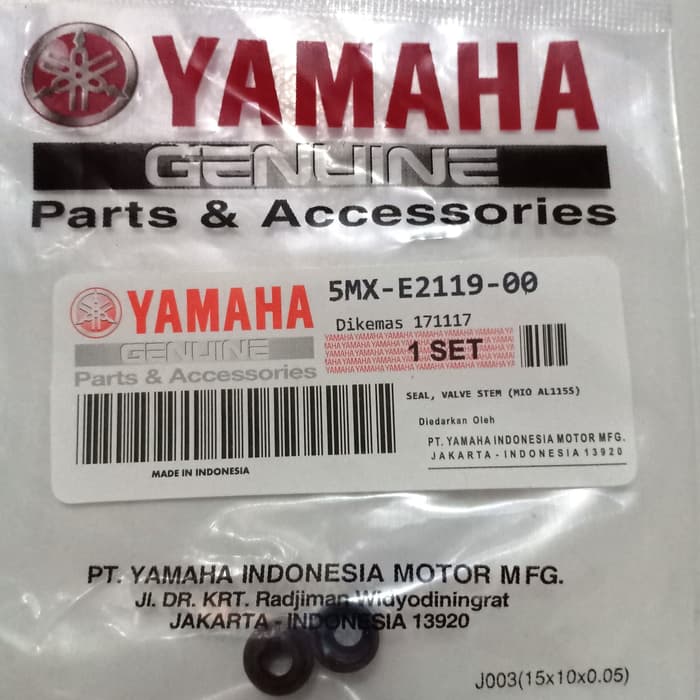 YAMAHA
GENUINE
Parts & Accessories
YAMAHA
GENUINE
Parts & Accessories
5MX-E2119-00
Dikemas 171117
1 SET
SEAL, VALVE STEM (MIO AL115S)
Diedarkan Oleh
PT. YAMAHA INDONESIA MOTOR MFG.
JAKARTA - INDONESIA 13920
MADE IN INDONESIA
PT. YAMAHA INDONESIA MOTOR MFG.
Jl. DR. KRT. Radjiman Widyodiningrat
JAKARTA - INDONESIA 13920
J003(15x10x0.05)